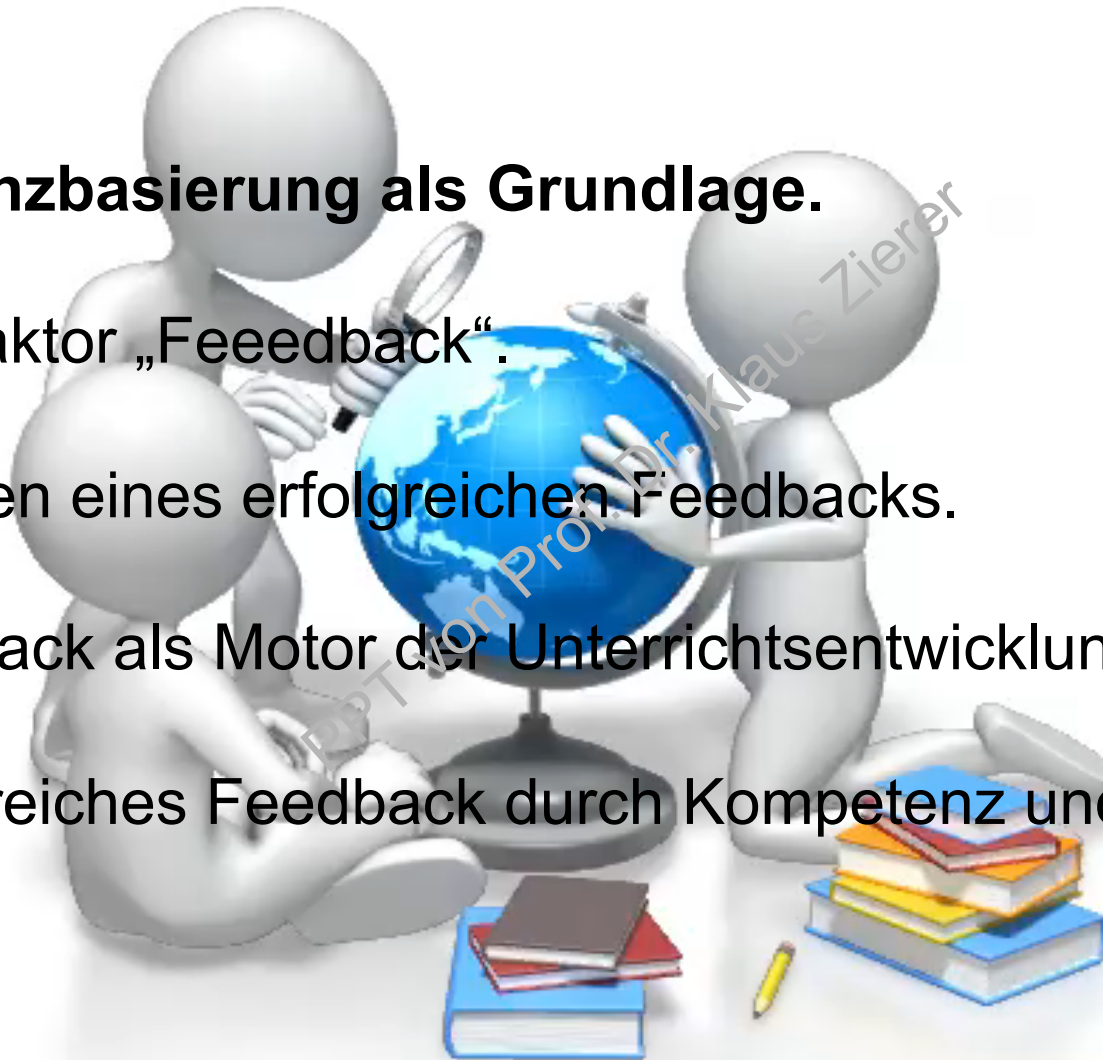 nzbasierung als Grundlage.
aktor „Feeedback“.
en eines erfolgreichen Feedbacks.
ack als Motor der Unterrichtsentwicklun
reiches Feedback durch Kompetenz und
PPT von Prof. Dr. Klaus Zierer